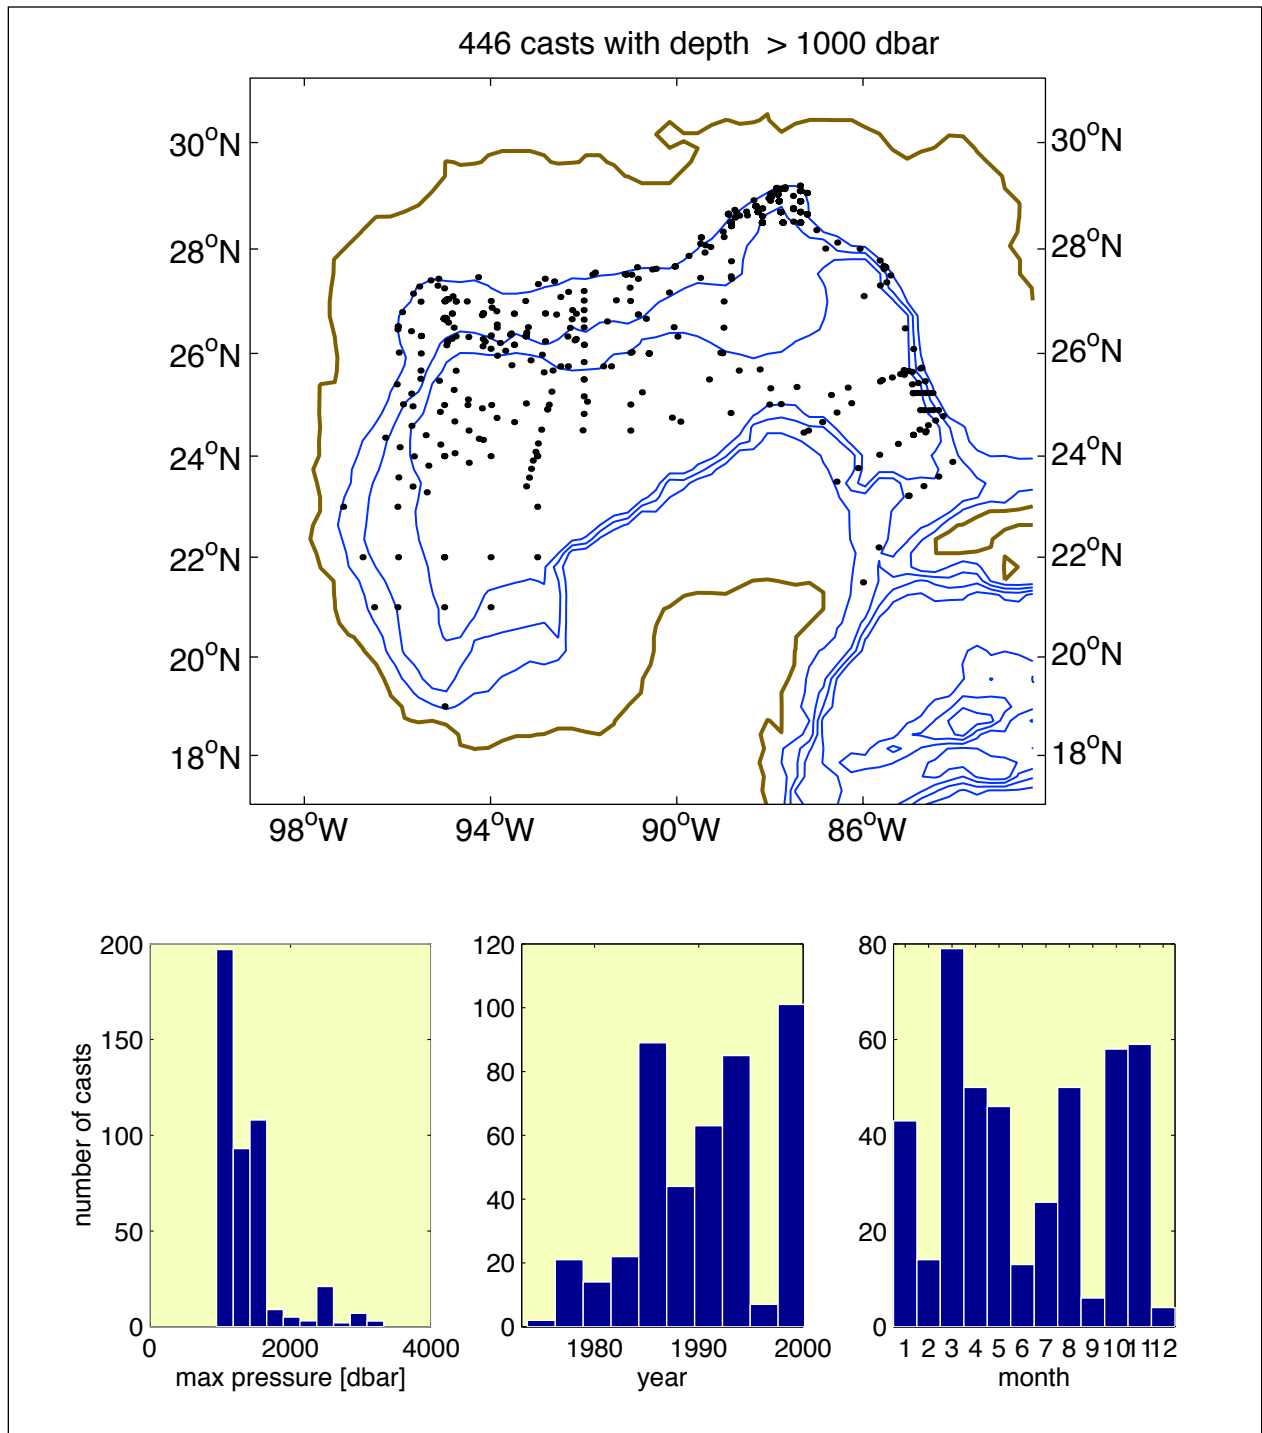 446 casts with depth > 1000 dbar
30°N 30°N
28°N 28°N
26°N 26°N
24°N 24°N
22°N 22°N
20°N 20°N
18°N 18°N
98°W 94°W 90°W 86°W
200
150
100
50
0
number of casts
0 2000 4000
max pressure [dbar]
120
100
80
60
40
20
0
1980 1990 2000
year
80
60
40
20
0
1 2 3 4 5 6 7 8 9 10 11 12
month